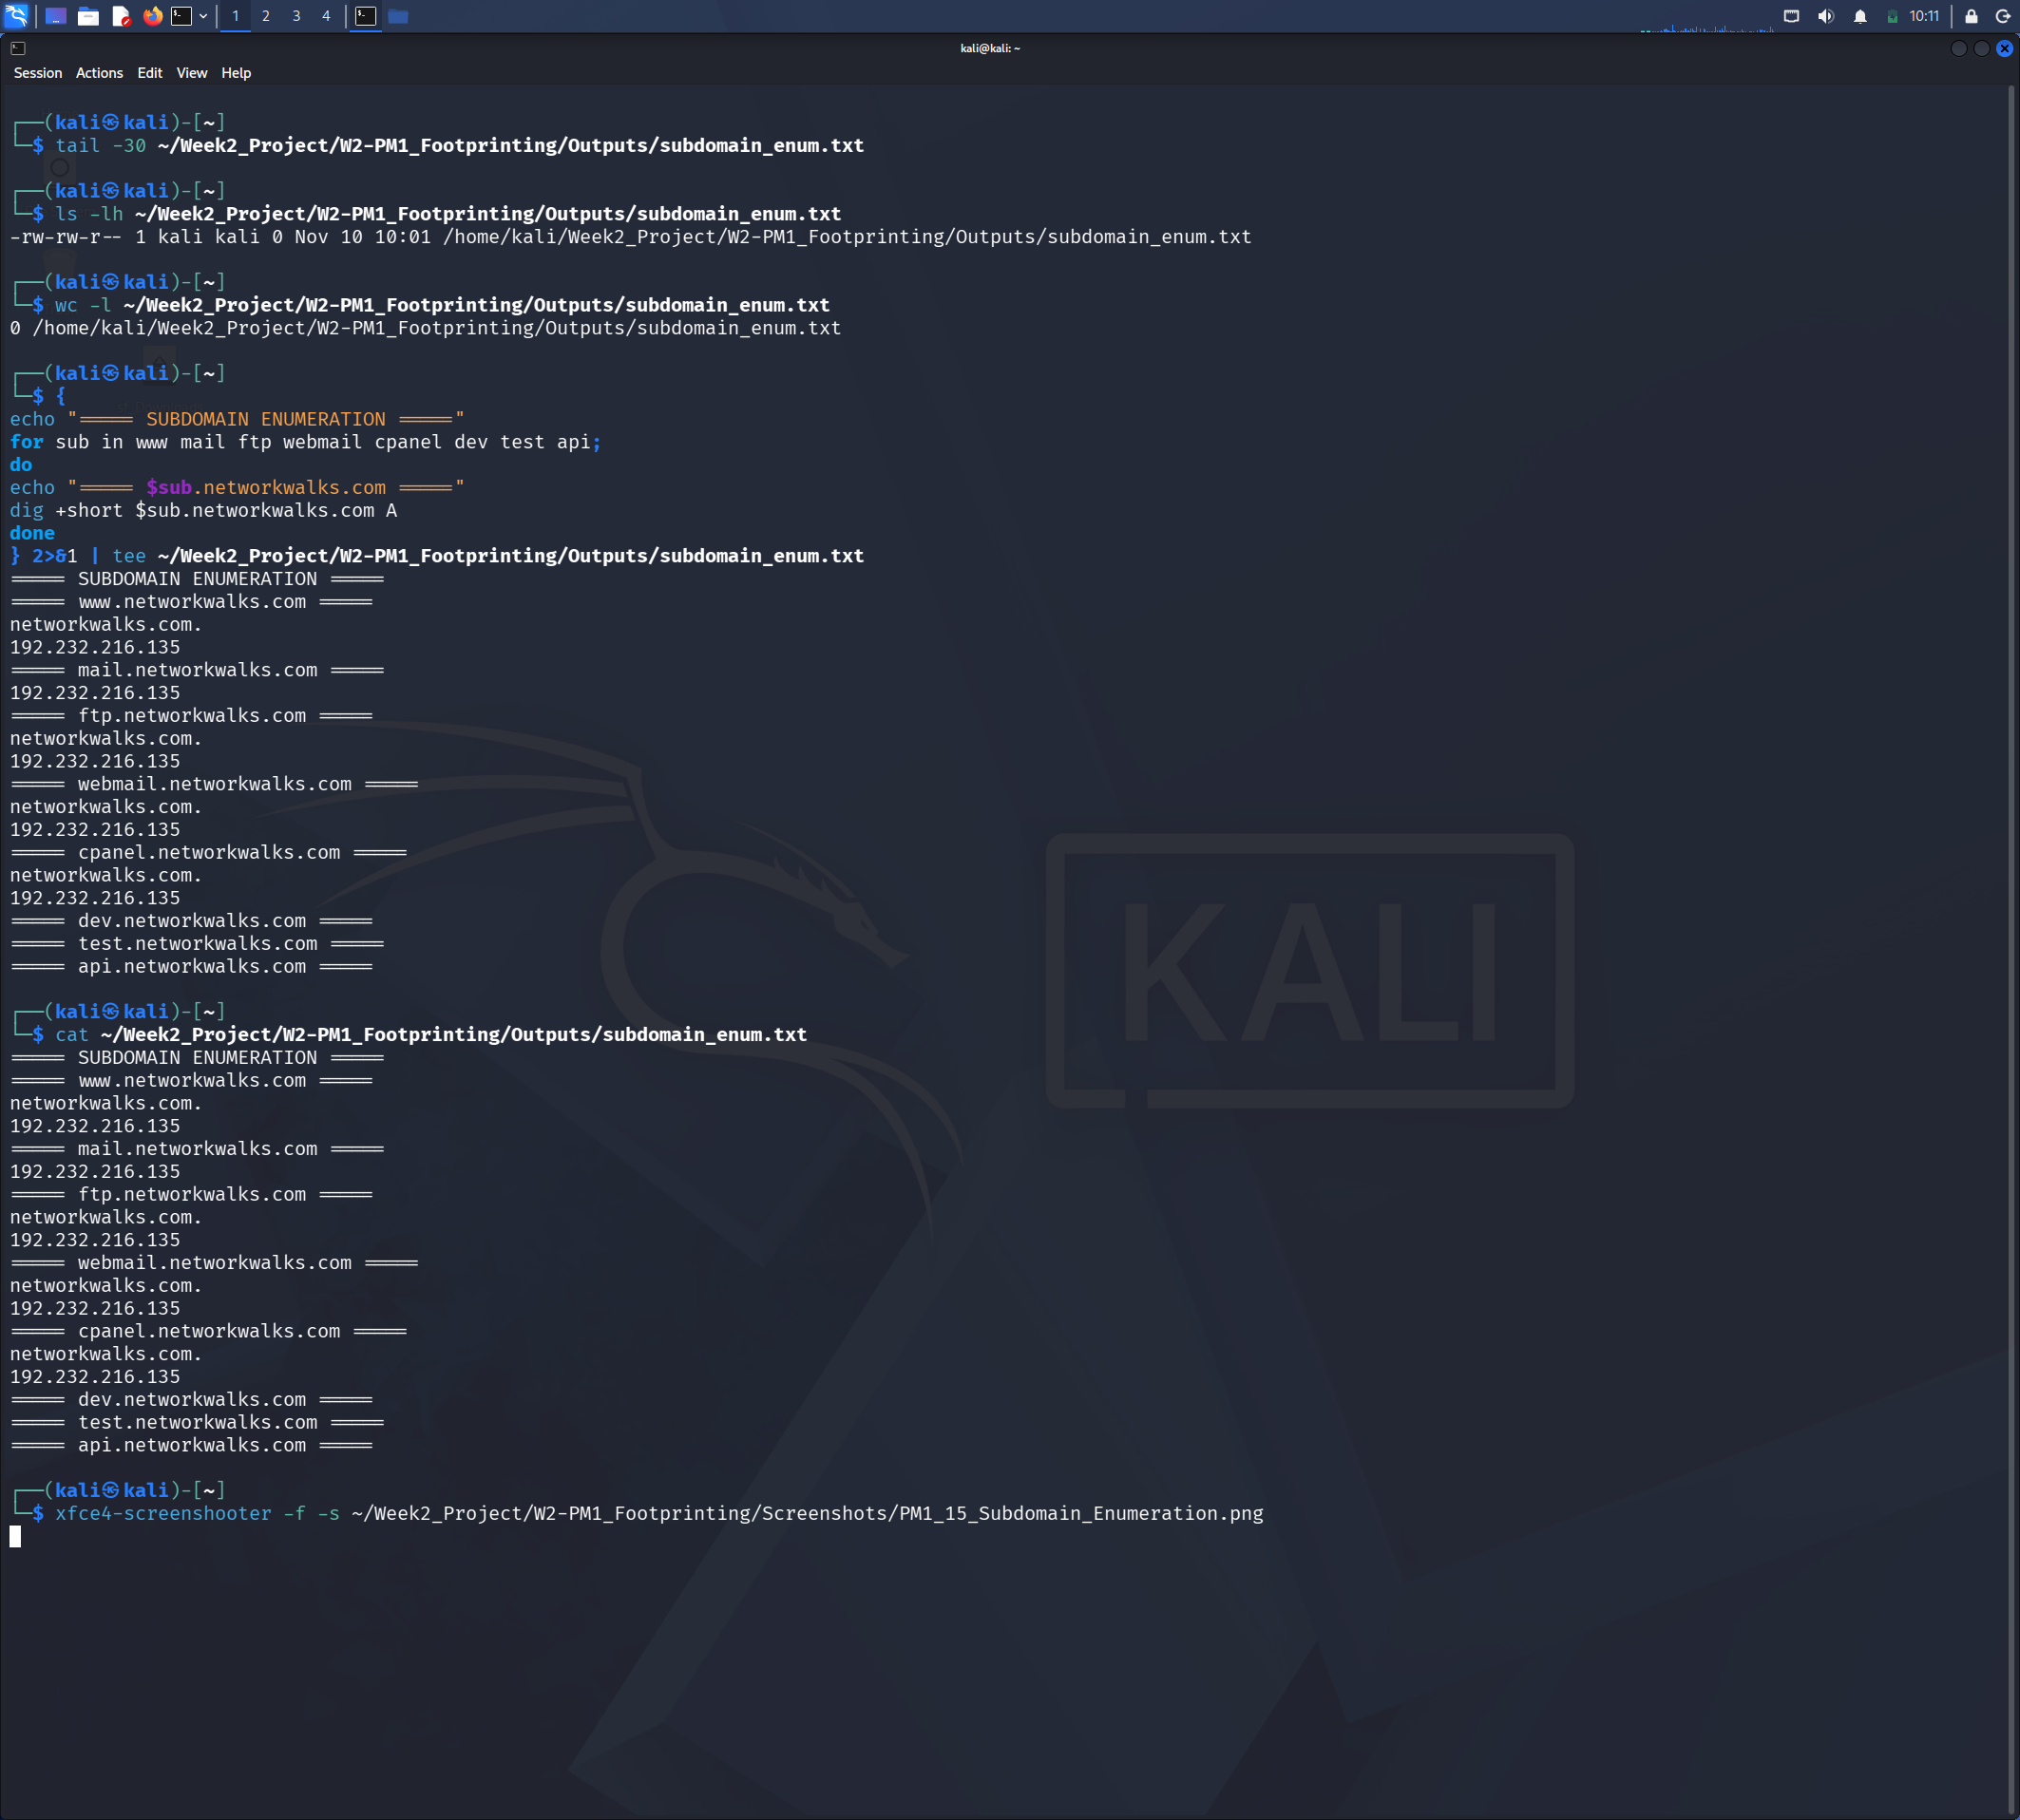 1 2 3 4 10:11
kali@kali: ~
Session Actions Edit View Help
┌──(kali㉿kali)-[~]
└─$ tail -30 ~/Week2_Project/W2-PM1_Footprinting/Outputs/subdomain_enum.txt
┌──(kali㉿kali)-[~]
└─$ ls -lh ~/Week2_Project/W2-PM1_Footprinting/Outputs/subdomain_enum.txt
-rw-rw-r-- 1 kali kali 0 Nov 10 10:01 /home/kali/Week2_Project/W2-PM1_Footprinting/Outputs/subdomain_enum.txt
┌──(kali㉿kali)-[~]
└─$ wc -l ~/Week2_Project/W2-PM1_Footprinting/Outputs/subdomain_enum.txt
0 /home/kali/Week2_Project/W2-PM1_Footprinting/Outputs/subdomain_enum.txt
┌──(kali㉿kali)-[~]
└─$ {
echo "===== SUBDOMAIN ENUMERATION ====="
for sub in www mail ftp webmail cpanel dev test api;
do
echo "===== $sub.networkwalks.com ====="
dig +short $sub.networkwalks.com A
done
} 2>&1 | tee ~/Week2_Project/W2-PM1_Footprinting/Outputs/subdomain_enum.txt
===== SUBDOMAIN ENUMERATION =====
===== www.networkwalks.com =====
networkwalks.com.
192.232.216.135
===== mail.networkwalks.com =====
192.232.216.135
===== ftp.networkwalks.com =====
networkwalks.com.
192.232.216.135
===== webmail.networkwalks.com =====
networkwalks.com.
192.232.216.135
===== cpanel.networkwalks.com =====
networkwalks.com.
192.232.216.135
===== dev.networkwalks.com =====
===== test.networkwalks.com =====
===== api.networkwalks.com =====
┌──(kali㉿kali)-[~]
└─$ cat ~/Week2_Project/W2-PM1_Footprinting/Outputs/subdomain_enum.txt
===== SUBDOMAIN ENUMERATION =====
===== www.networkwalks.com =====
networkwalks.com.
192.232.216.135
===== mail.networkwalks.com =====
192.232.216.135
===== ftp.networkwalks.com =====
networkwalks.com.
192.232.216.135
===== webmail.networkwalks.com =====
networkwalks.com.
192.232.216.135
===== cpanel.networkwalks.com =====
networkwalks.com.
192.232.216.135
===== dev.networkwalks.com =====
===== test.networkwalks.com =====
===== api.networkwalks.com =====
┌──(kali㉿kali)-[~]
└─$ xfce4-screenshooter -f -s ~/Week2_Project/W2-PM1_Footprinting/Screenshots/PM1_15_Subdomain_Enumeration.png
KALI